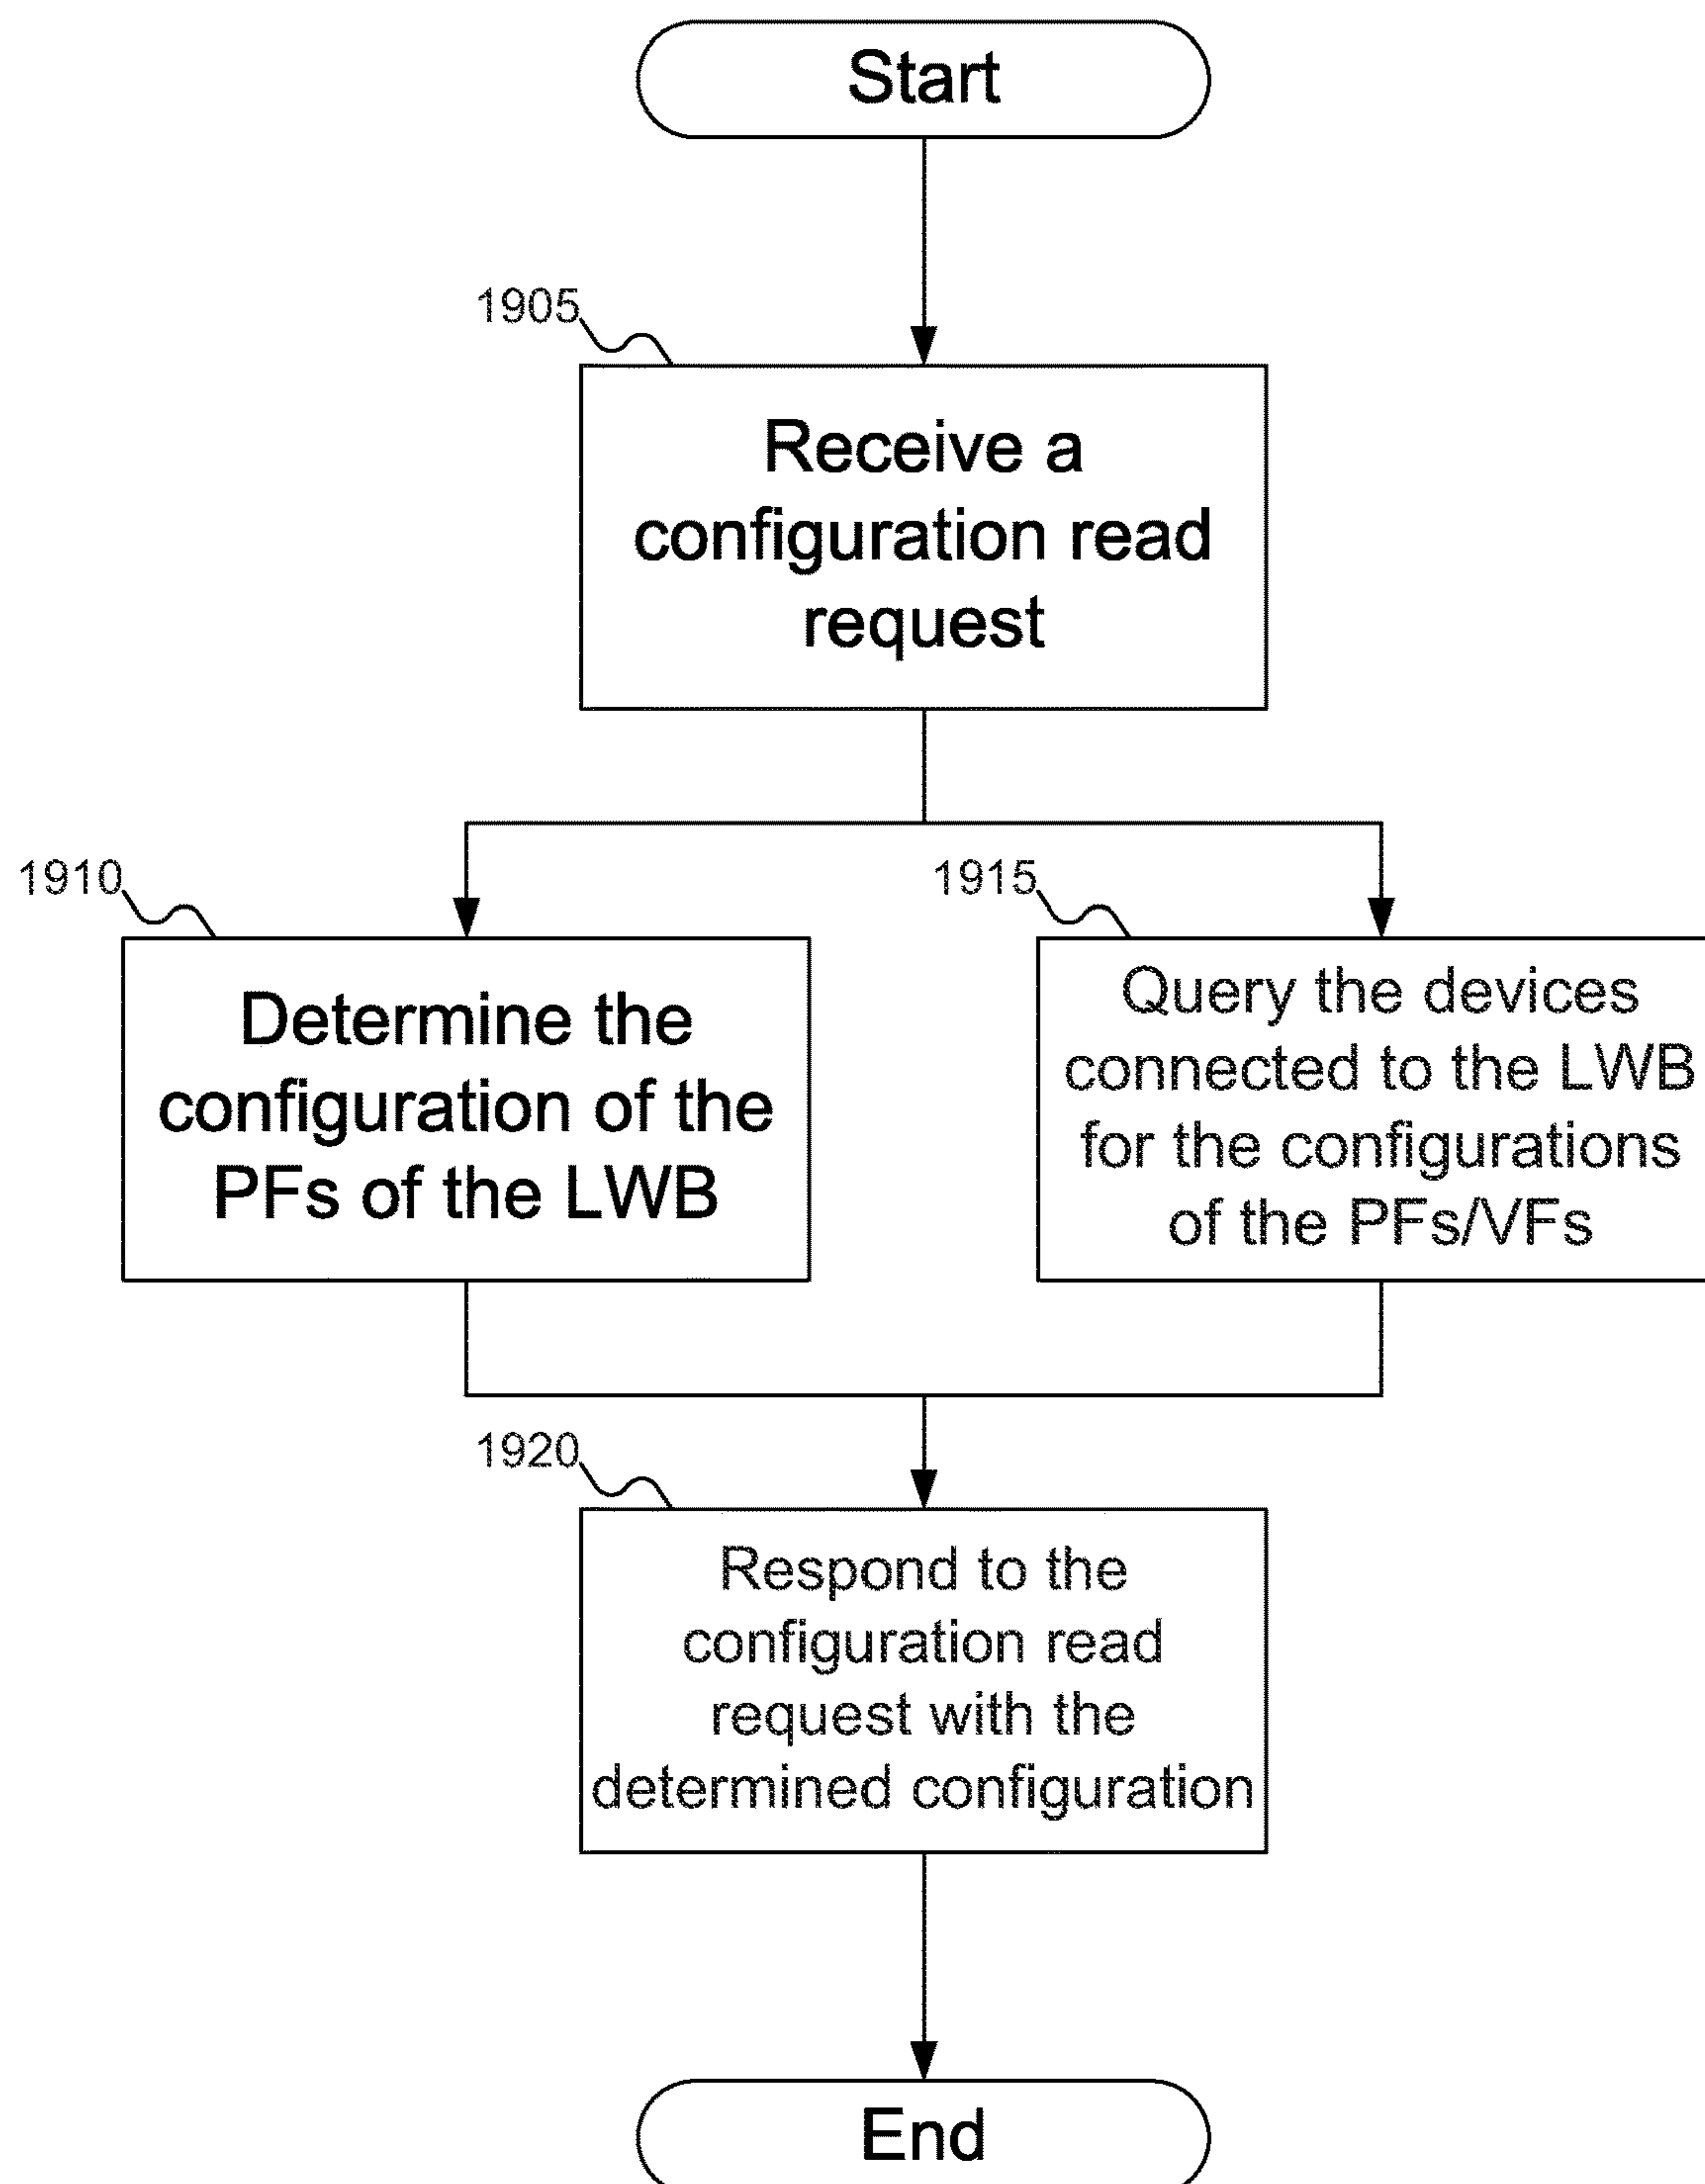 Start
1905
Receive a
configuration read
request
1910
Determine the
configuration of the
PFs of the LWB
1915
Query the devices
connected to the LWB
for the configurations
of the PFs/VFs
1920
Respond to the
configuration read
request with the
determined configuration
End